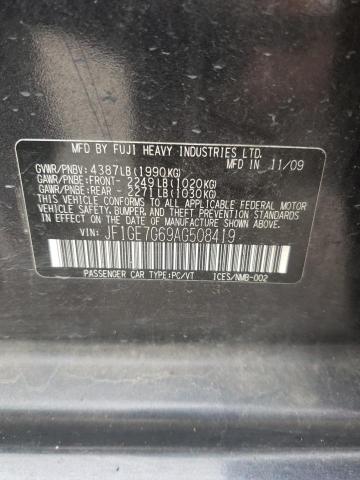 MFD BY FUJI HEAVY INDUSTRIES LTD.
MFD IN 11/09
GVWR/PNBV: 4387LB(1990KG)
GAWR/PNBE:FRONT- 2249LB(1020KG)
GAWR/PNBE:REAR - 2271LB(1030KG)
THIS VEHICLE CONFORMS TO ALL APPLICABLE FEDERAL MOTOR
VEHICLE SAFETY, BUMPER, AND THEFT PREVENTION STANDARDS
IN EFFECT ON THE DATE OF MANUFACTURE SHOWN ABOVE.
VIN: JF1GE7G69AG508419
PASSENGER CAR TYPE:PC/VT ICES/NMB-002